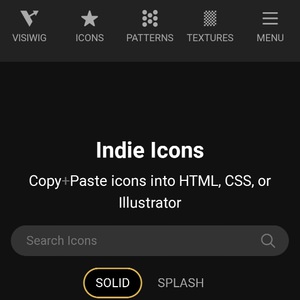 VISIWIG ICONS PATTERNS TEXTURES MENU
Indie Icons
Copy+Paste icons into HTML, CSS, or
Illustrator
Search Icons
SOLID SPLASH